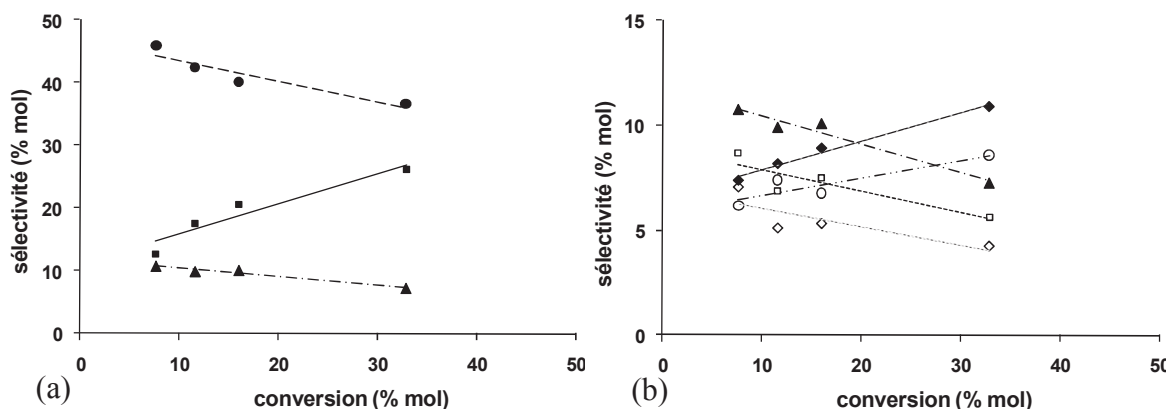 50
40
30
20
10
0
sélectivité (% mol)
0 10 20 30 40 50
conversion (% mol)
(a)
15
10
5
0
sélectivité (% mol)
0 10 20 30 40 50
conversion (% mol)
(b)